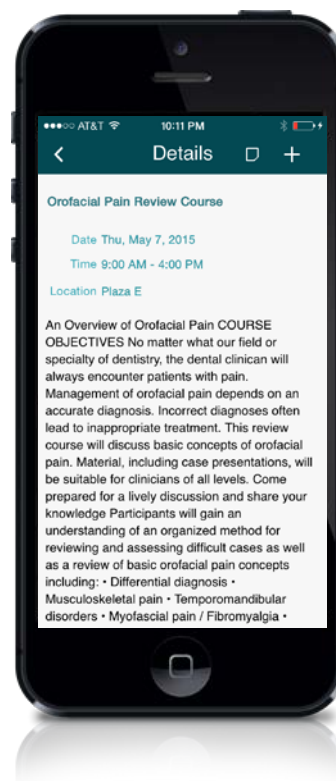 AT&T 10:11 PM
Details
Orofacial Pain Review Course
Date Thu, May 7, 2015
Time 9:00 AM - 4:00 PM
Location Plaza E
An Overview of Orofacial Pain COURSE
OBJECTIVES No matter what our field or
specialty of dentistry, the dental clinican will
always encounter patients with pain.
Management of orofacial pain depends on an
accurate diagnosis. Incorrect diagnoses often
lead to inappropriate treatment. This review
course will discuss basic concepts of orofacial
pain. Material, including case presentations, will
be suitable for clinicians of all levels. Come
prepared for a lively discussion and share your
knowledge Participants will gain an
understanding of an organized method for
reviewing and assessing difficult cases as well
as a review of basic orofacial pain concepts
including: • Differential diagnosis •
Musculoskeletal pain • Temporomandibular
disorders • Myofascial pain / Fibromyalgia •